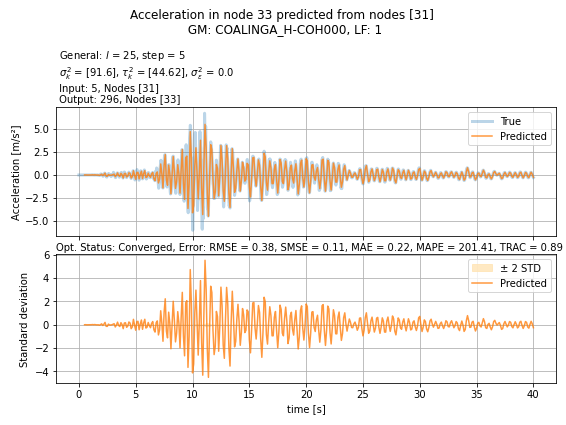 Acceleration in node 33 predicted from nodes [31]
GM: COALINGA_H-COH000, LF: 1
General: l = 25, step = 5
σ²ₖ = [91.6], τ²ₖ = [44.62], σ²ε = 0.0
Input: 5, Nodes [31]
Output: 296, Nodes [33]
True
Predicted
5.0
2.5
0.0
−2.5
−5.0
Acceleration [m/s²]
Opt. Status: Converged, Error: RMSE = 0.38, SMSE = 0.11, MAE = 0.22, MAPE = 201.41, TRAC = 0.89
± 2 STD
Predicted
6
4
2
0
−2
−4
Standard deviation
0 5 10 15 20 25 30 35 40
time [s]